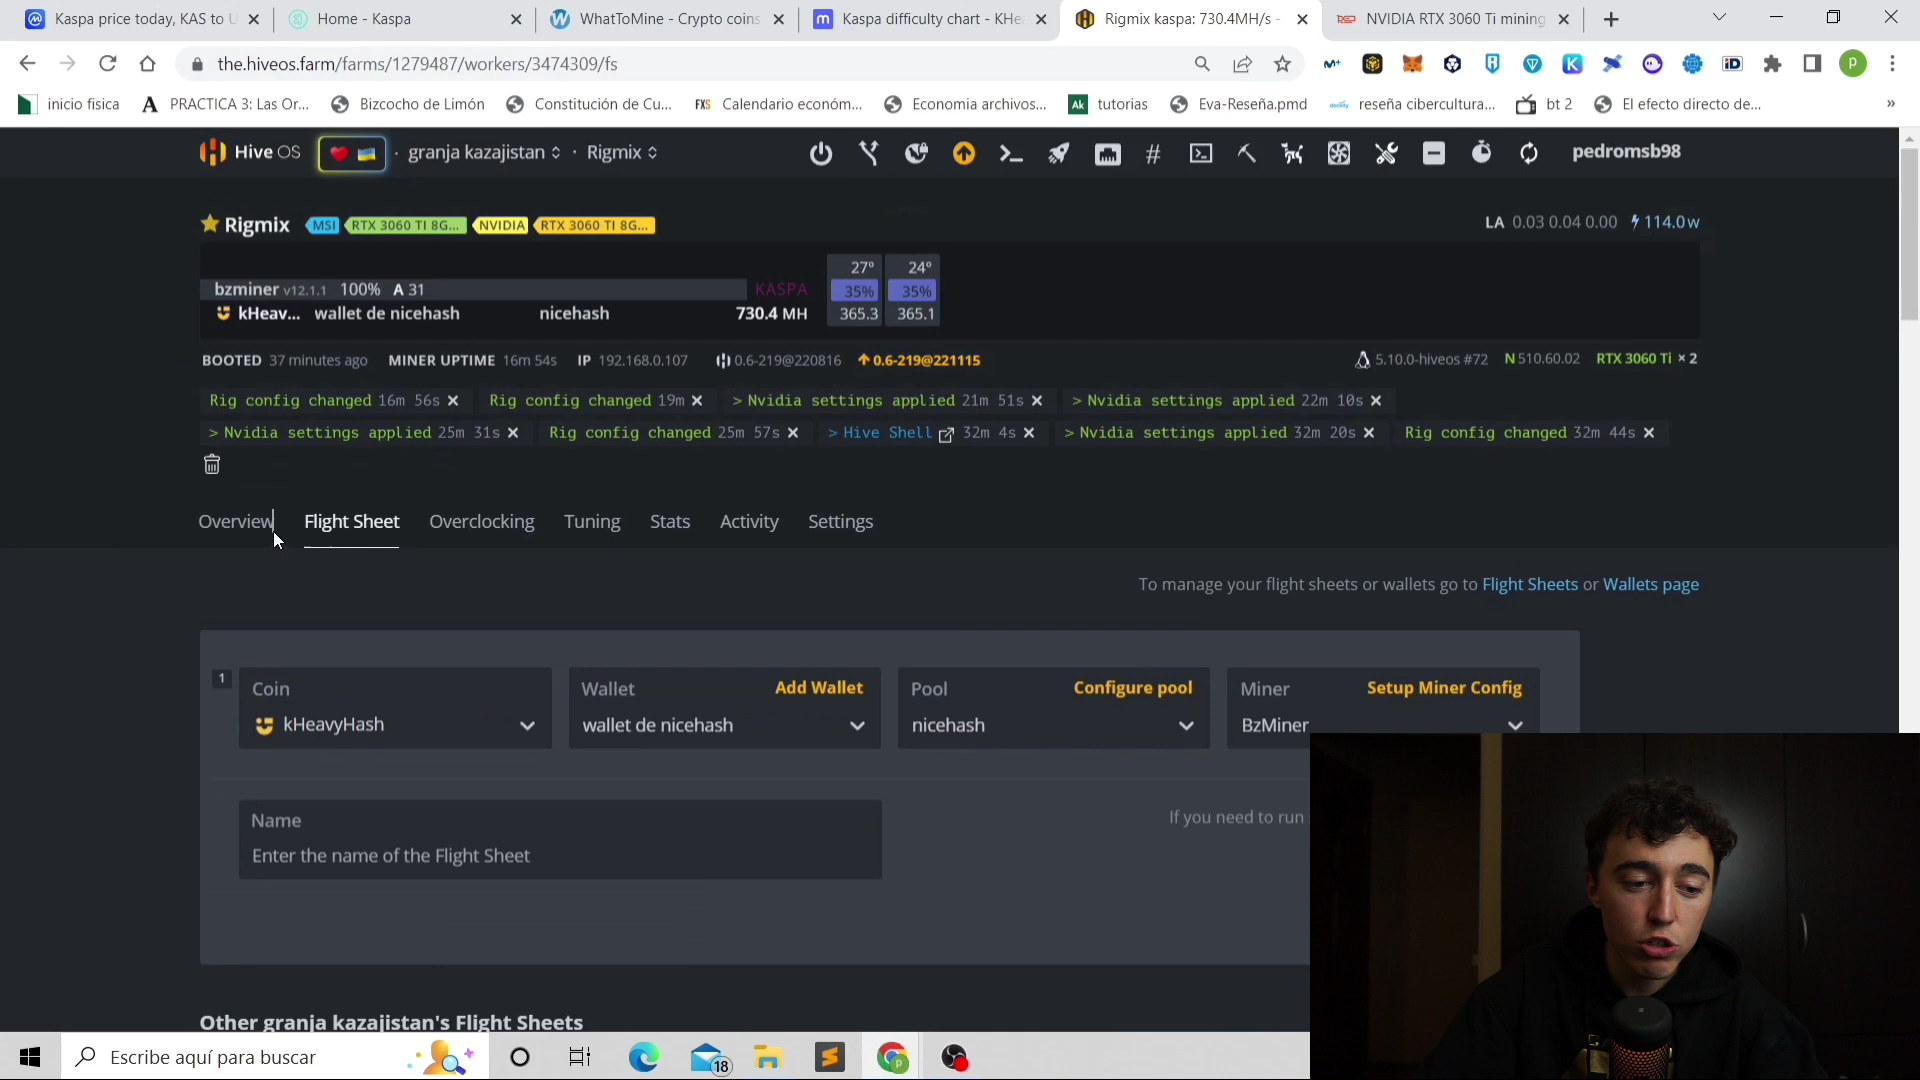 Kaspa price today, KAS to U
Home - Kaspa
WhatToMine - Crypto coins
Kaspa difficulty chart - KHe
Rigmix kaspa: 730.4MH/s -
NVIDIA RTX 3060 Ti mining
the.hiveos.farm/farms/1279487/workers/3474309/fs
inicio fisica
PRACTICA 3: Las Or...
Bizcocho de Limón
Constitución de Cu...
FXS Calendario económ...
Economia archivos...
Ak tutorias
Eva-Reseña.pmd
reseña cibercultura...
bt 2
El efecto directo de...
»
Hive OS
· granja kazajistan
· Rigmix
pedromsb98
Rigmix
MSI
RTX 3060 TI 8G...
NVIDIA
RTX 3060 TI 8G...
LA 0.03 0.04 0.00 114.0 w
27° 24°
bzminer v12.1.1 100% A 31 KASPA 35% 35%
kHeav... wallet de nicehash nicehash 730.4 MH 365.3 365.1
BOOTED 37 minutes ago MINER UPTIME 16m 54s IP 192.168.0.107 0.6-219@220816 0.6-219@221115 5.10.0-hiveos #72 N 510.60.02 RTX 3060 Ti × 2
Rig config changed 16m 56s Rig config changed 19m > Nvidia settings applied 21m 51s > Nvidia settings applied 22m 10s
> Nvidia settings applied 25m 31s Rig config changed 25m 57s > Hive Shell 32m 4s > Nvidia settings applied 32m 20s Rig config changed 32m 44s
Overview Flight Sheet Overclocking Tuning Stats Activity Settings
To manage your flight sheets or wallets go to Flight Sheets or Wallets page
1
Coin
kHeavyHash
Wallet Add Wallet
wallet de nicehash
Pool Configure pool
nicehash
Miner Setup Miner Config
BzMiner
Name
Enter the name of the Flight Sheet
If you need to run
Other granja kazajistan's Flight Sheets
Escribe aquí para buscar
18